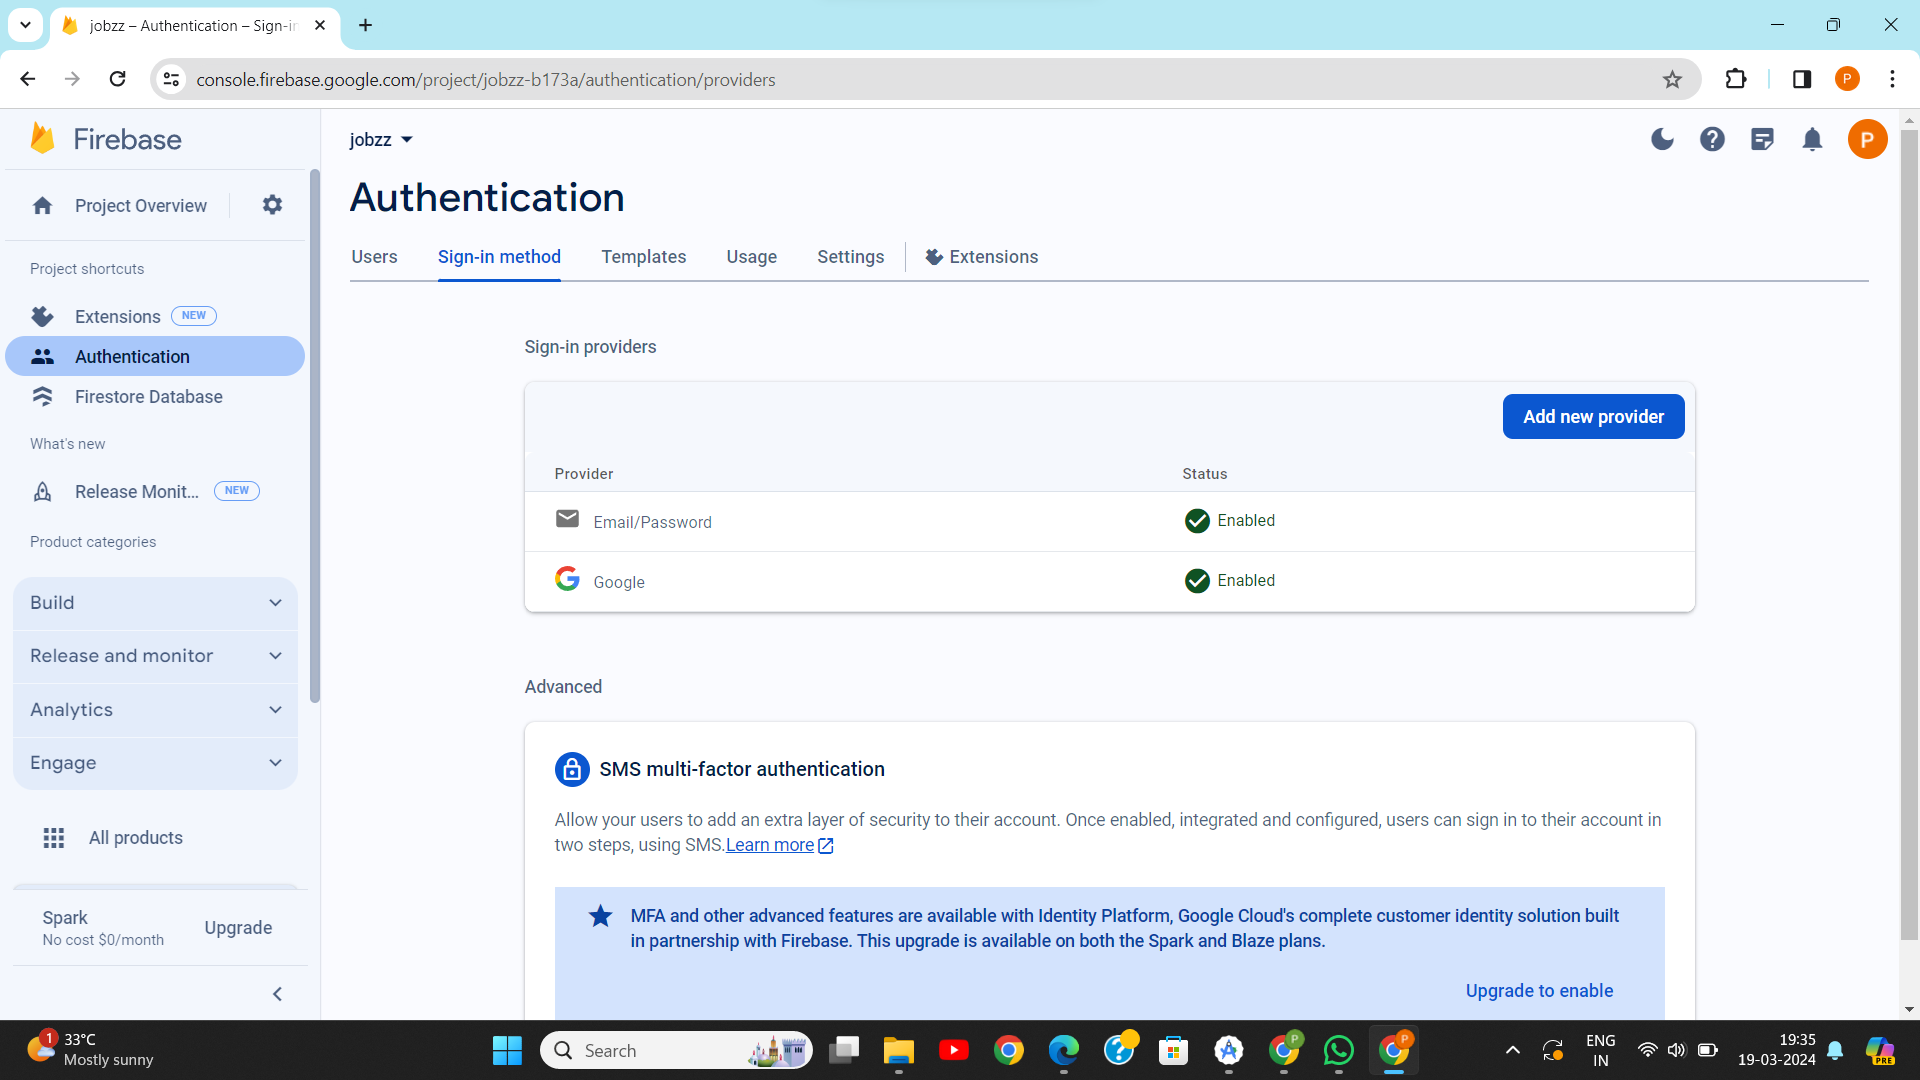 jobzz – Authentication – Sign-in
console.firebase.google.com/project/jobzz-b173a/authentication/providers
P
Firebase
jobzz
P
Project Overview
Authentication
Users
Sign-in method
Templates
Usage
Settings
Extensions
Project shortcuts
Extensions
NEW
Authentication
Firestore Database
What's new
Release Monit...
NEW
Product categories
Build
Release and monitor
Analytics
Engage
All products
Spark
No cost $0/month
Upgrade
Sign-in providers
Add new provider
Provider
Status
Email/Password
Enabled
Google
Enabled
Advanced
SMS multi-factor authentication
Allow your users to add an extra layer of security to their account. Once enabled, integrated and configured, users can sign in to their account in
two steps, using SMS.Learn more
MFA and other advanced features are available with Identity Platform, Google Cloud's complete customer identity solution built
in partnership with Firebase. This upgrade is available on both the Spark and Blaze plans.
Upgrade to enable
1
33°C
Mostly sunny
Search
P
P
ENG
IN
19:35
19-03-2024
PRE